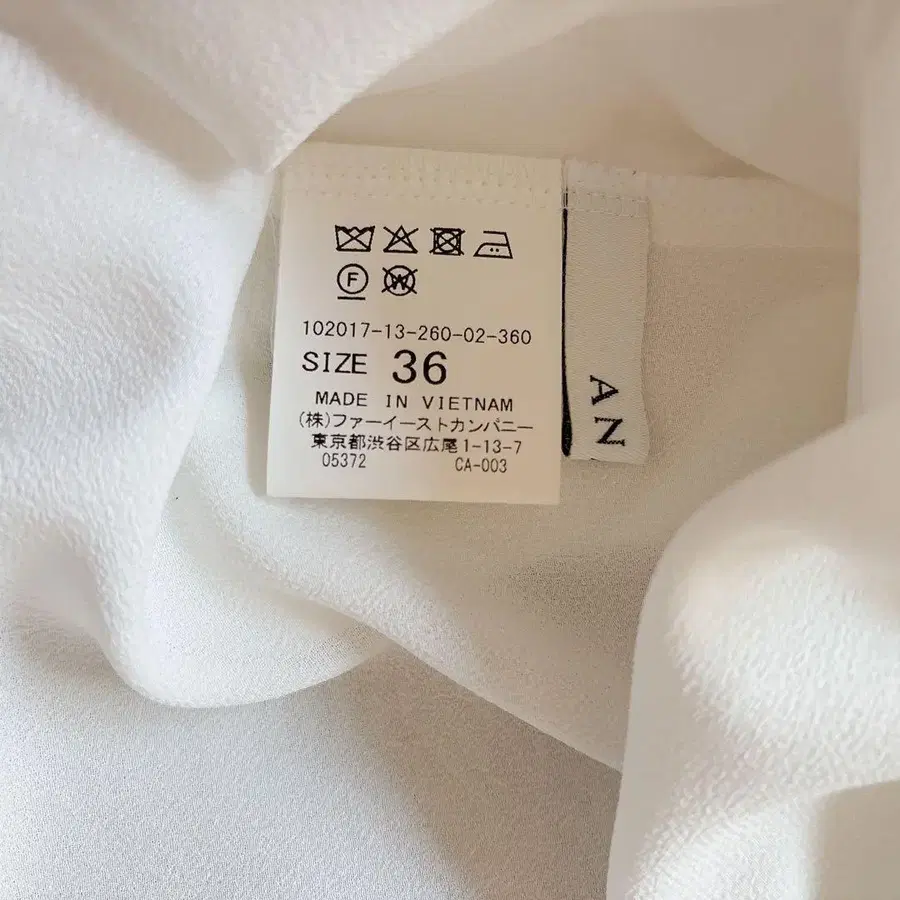 F W
102017-13-260-02-360
SIZE 36
MADE IN VIETNAM
(株)ファーイーストカンパニー
東京都渋谷区広尾1-13-7
05372 CA-003
AN